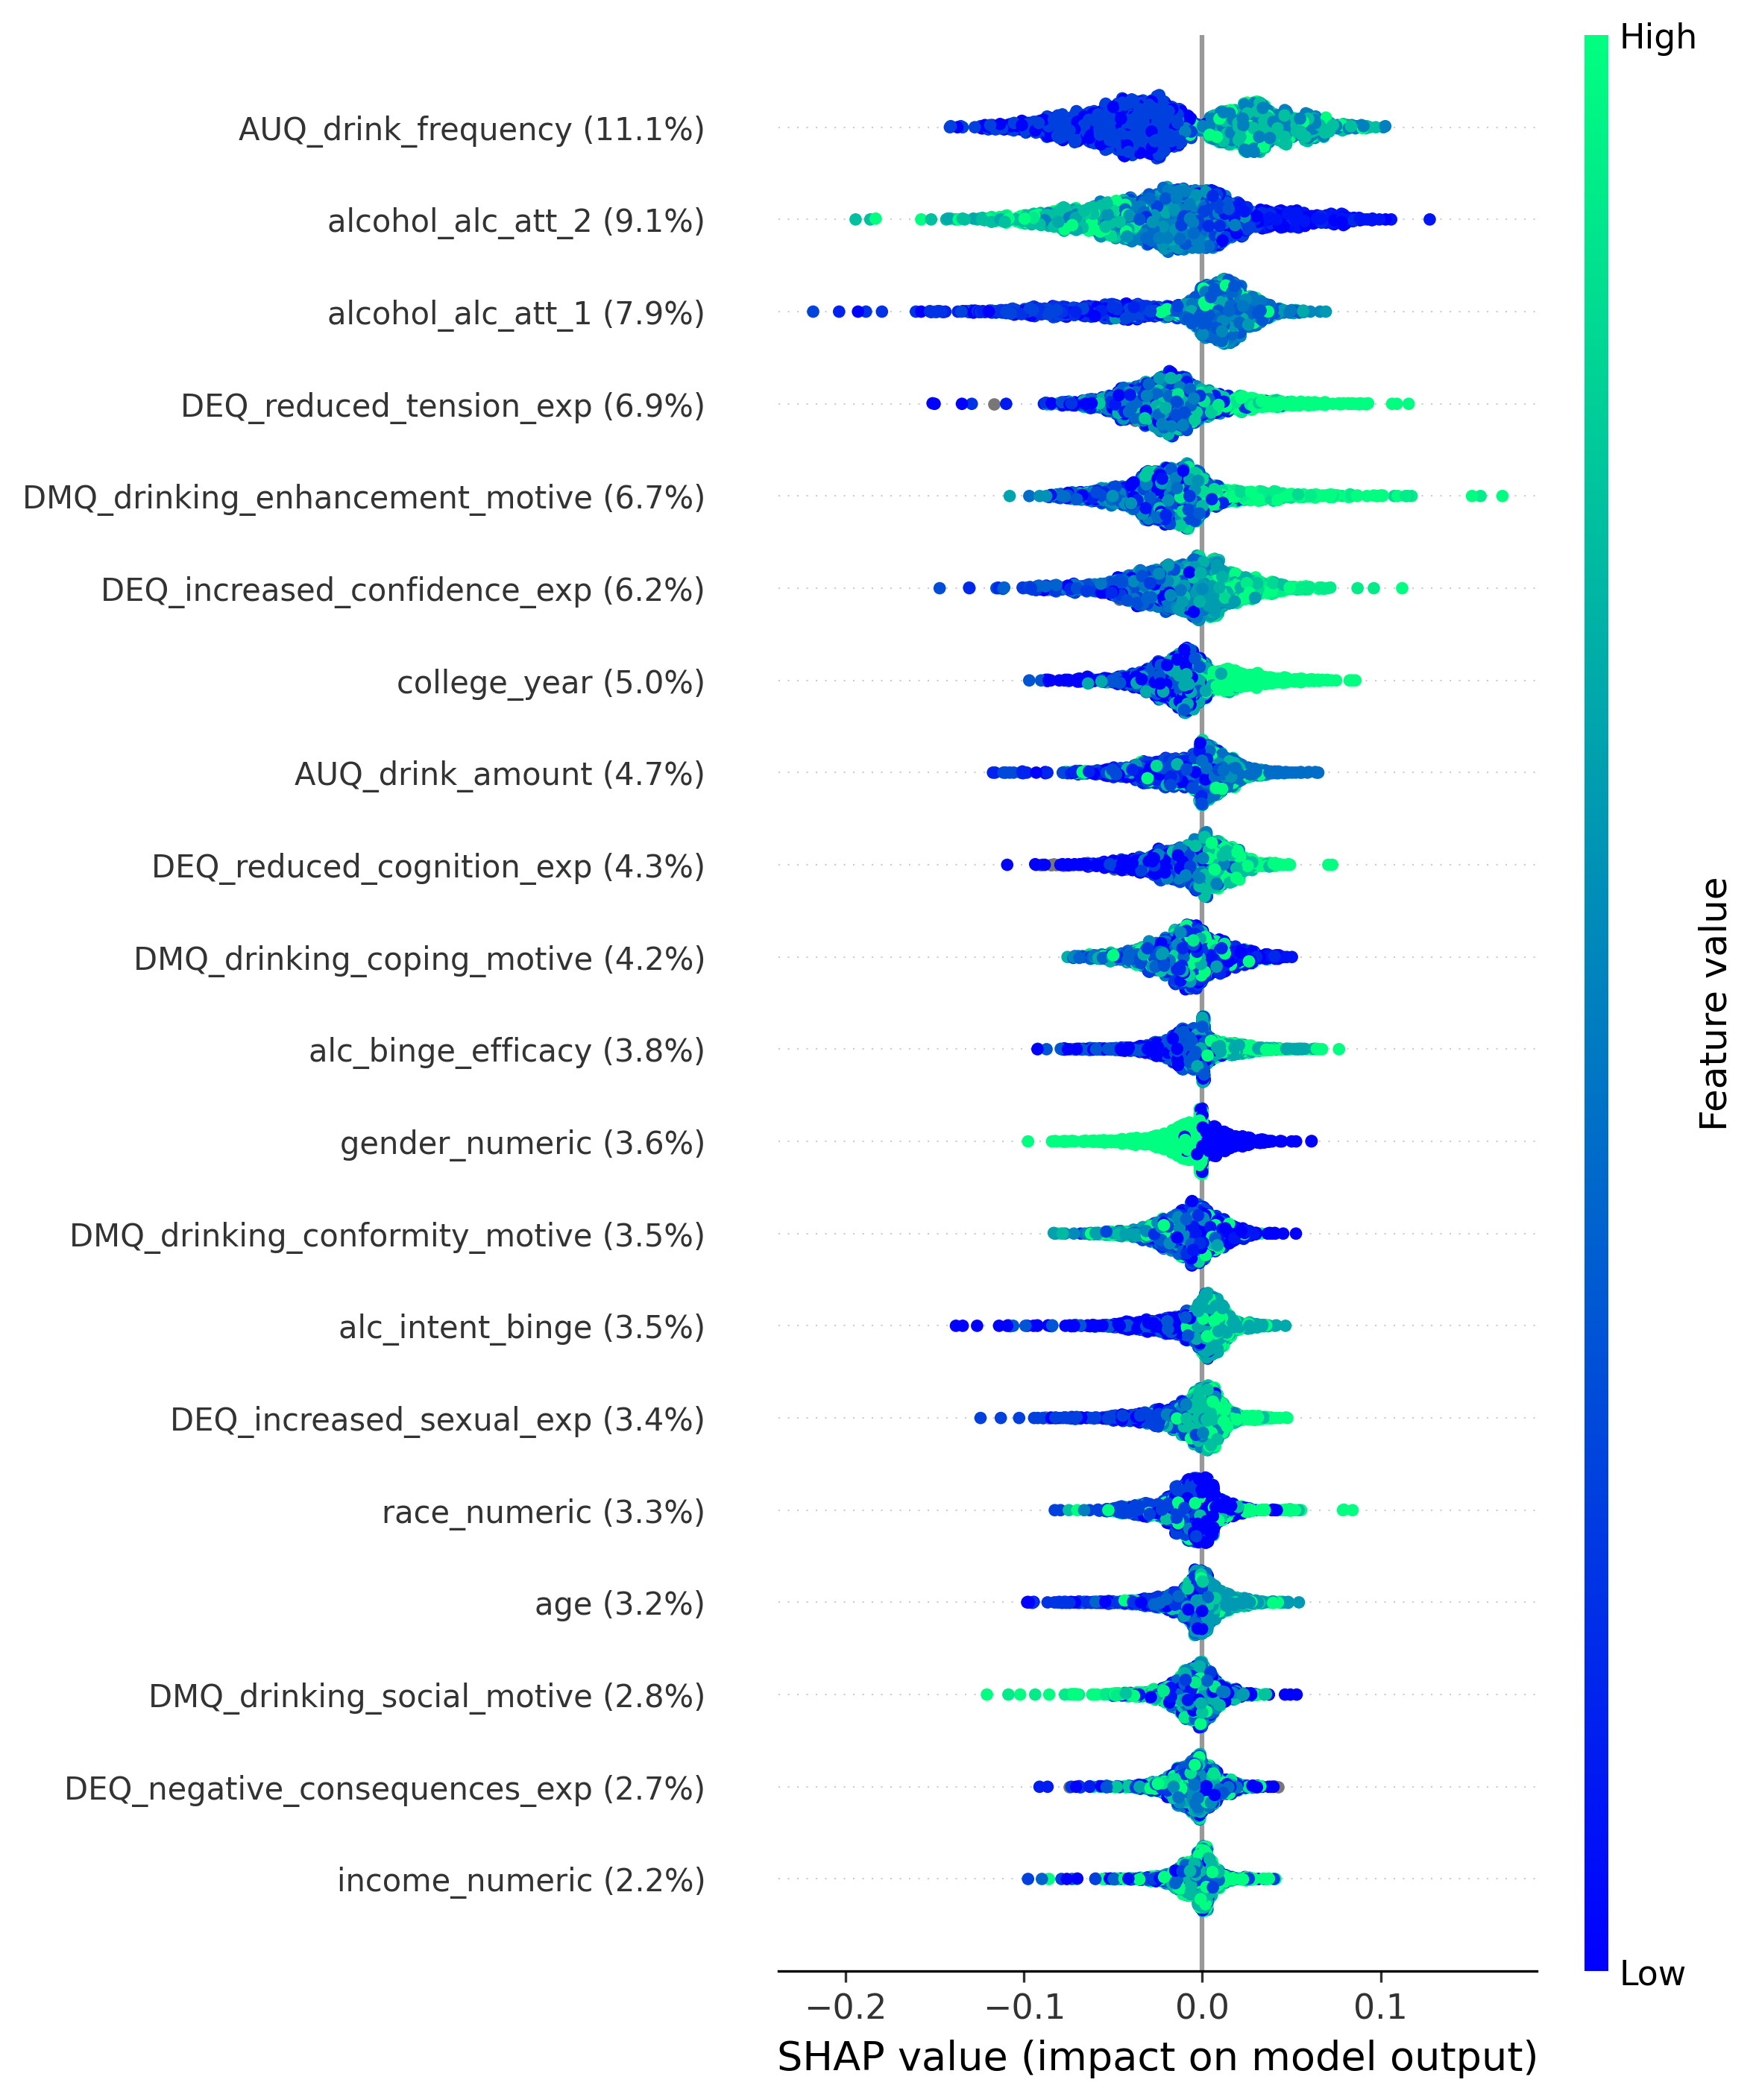 High
AUQ_drink_frequency (11.1%)
alcohol_alc_att_2 (9.1%)
alcohol_alc_att_1 (7.9%)
DEQ_reduced_tension_exp (6.9%)
DMQ_drinking_enhancement_motive (6.7%)
DEQ_increased_confidence_exp (6.2%)
college_year (5.0%)
AUQ_drink_amount (4.7%)
DEQ_reduced_cognition_exp (4.3%)
DMQ_drinking_coping_motive (4.2%)
alc_binge_efficacy (3.8%)
gender_numeric (3.6%)
DMQ_drinking_conformity_motive (3.5%)
alc_intent_binge (3.5%)
DEQ_increased_sexual_exp (3.4%)
race_numeric (3.3%)
age (3.2%)
DMQ_drinking_social_motive (2.8%)
DEQ_negative_consequences_exp (2.7%)
income_numeric (2.2%)
Feature value
Low
−0.2 −0.1 0.0 0.1
SHAP value (impact on model output)